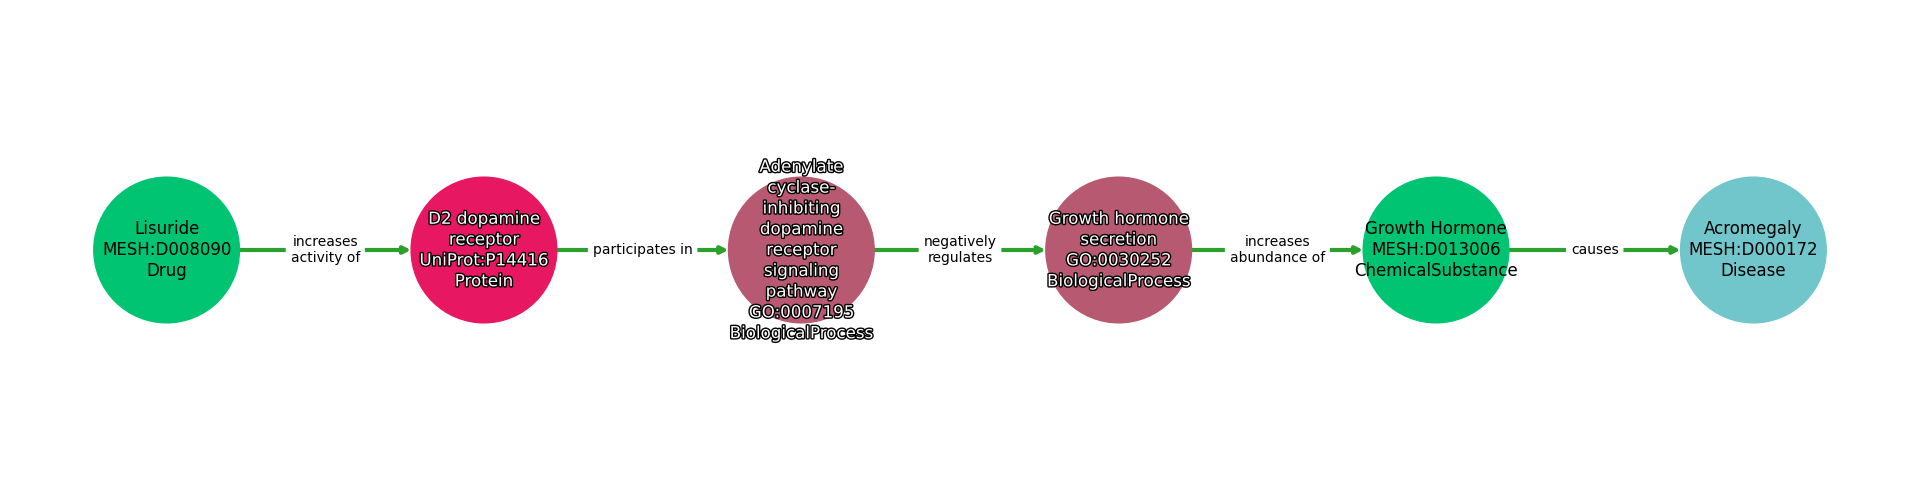 Lisuride
MESH:D008090
Drug
increases
activity of
D2 dopamine
receptor
UniProt:P14416
Protein
participates in
Adenylate
cyclase-
inhibiting
dopamine
receptor
signaling
pathway
GO:0007195
BiologicalProcess
negatively
regulates
Growth hormone
secretion
GO:0030252
BiologicalProcess
increases
abundance of
Growth Hormone
MESH:D013006
ChemicalSubstance
causes
Acromegaly
MESH:D000172
Disease